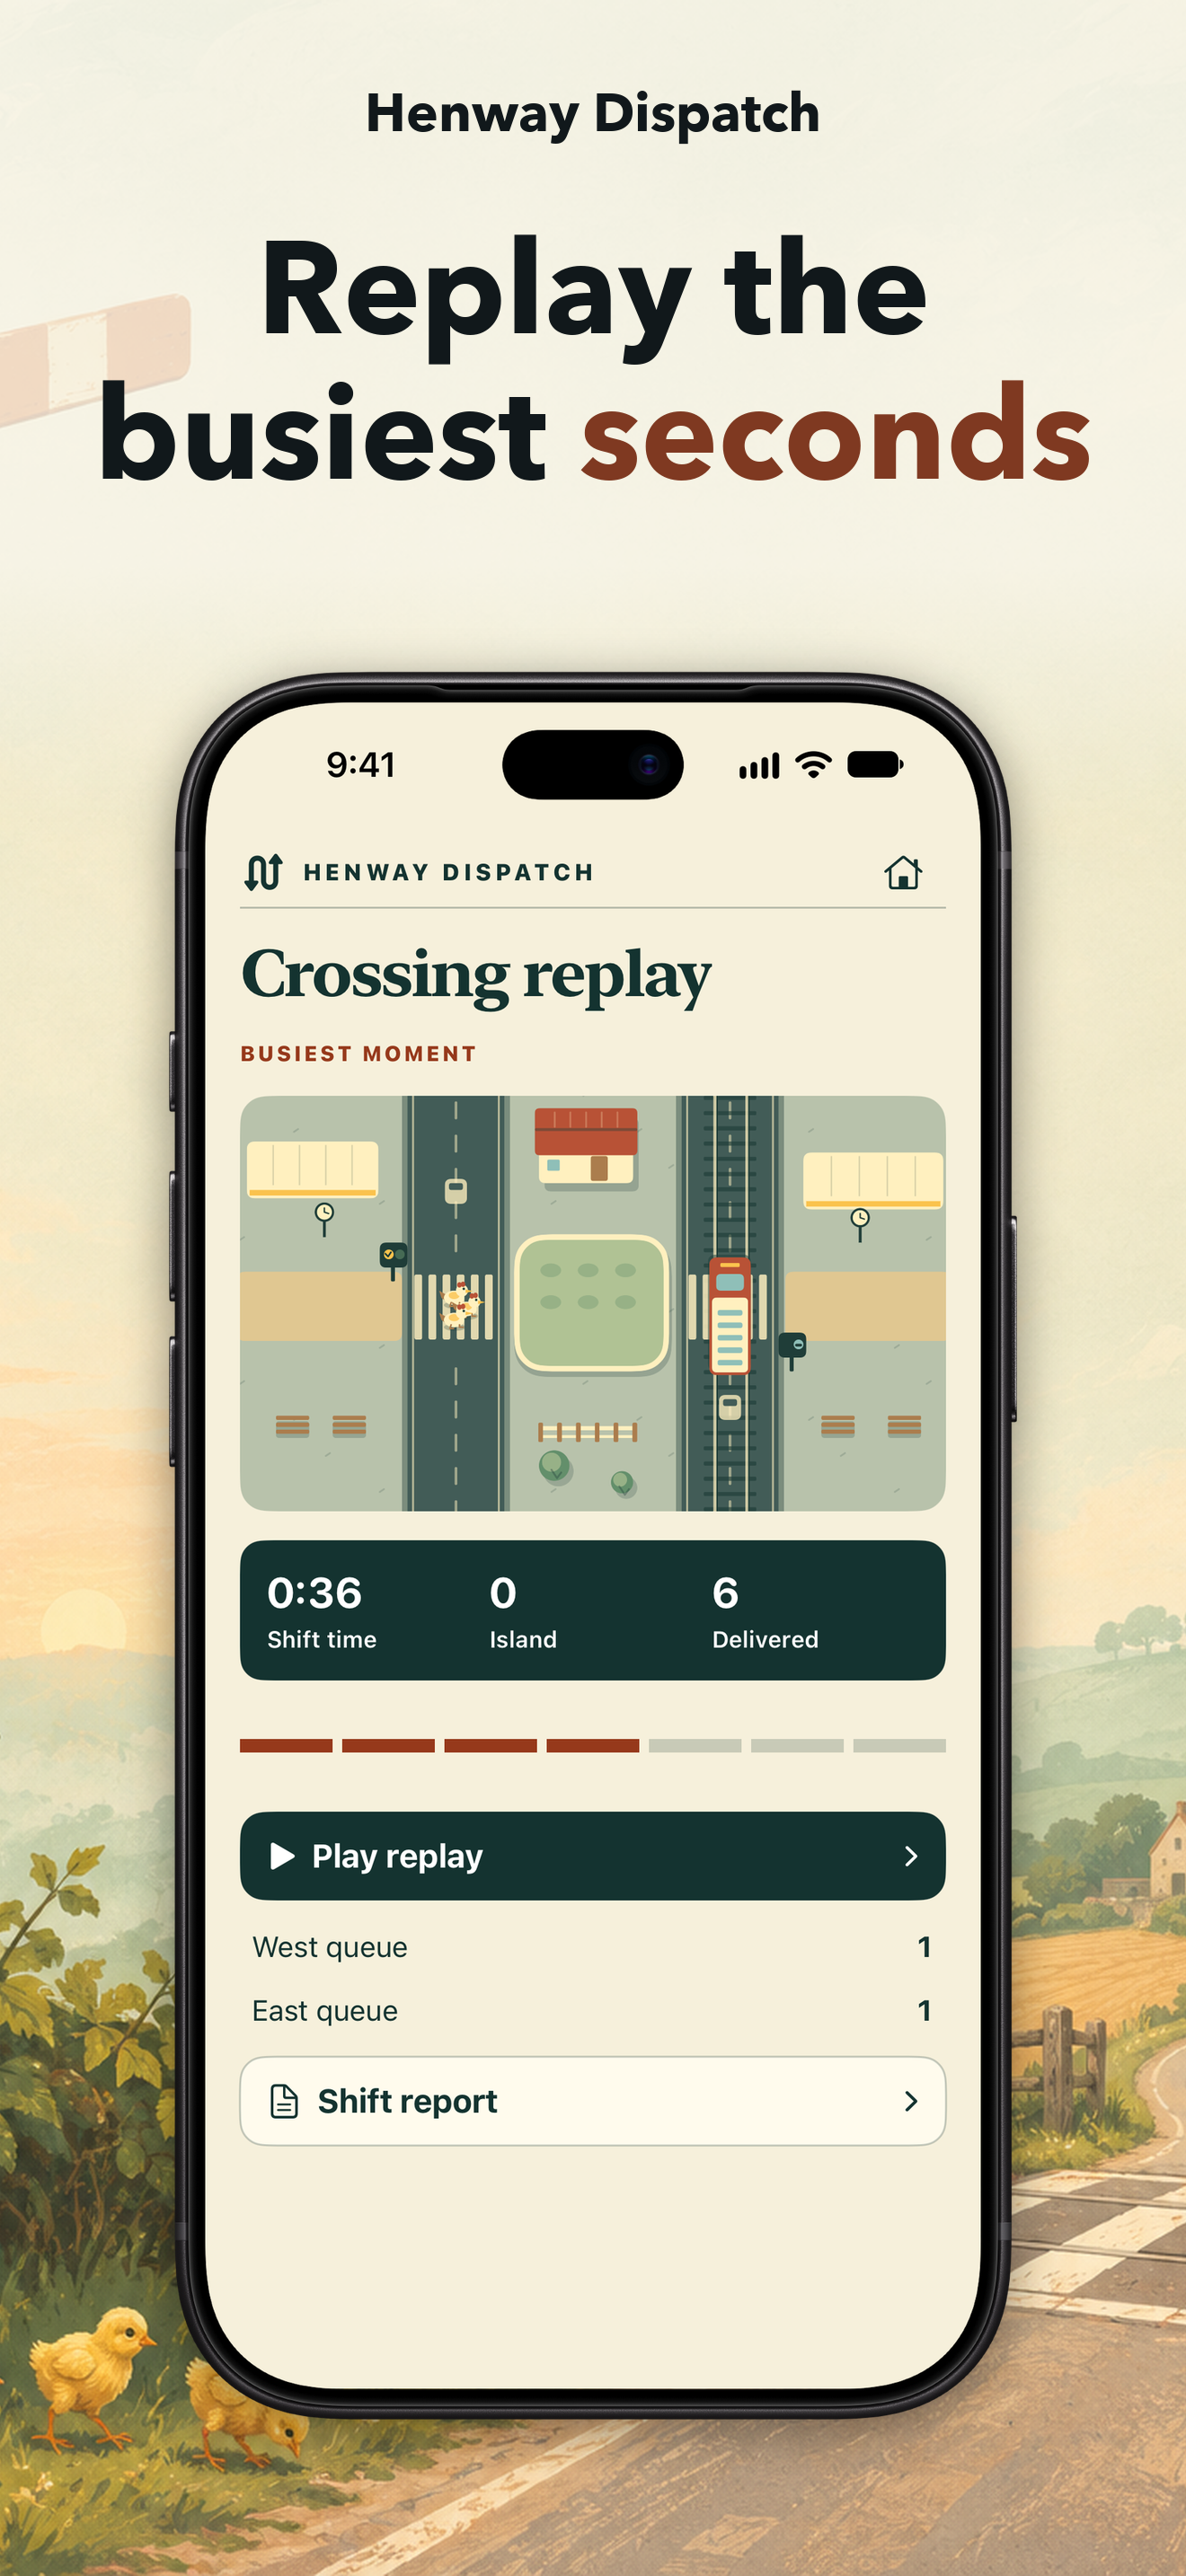 Henway Dispatch
Replay the
busiest seconds
9:41
HENWAY DISPATCH
Crossing replay
BUSIEST MOMENT
0:36
Shift time
0
Island
6
Delivered
Play replay
West queue 1
East queue 1
Shift report